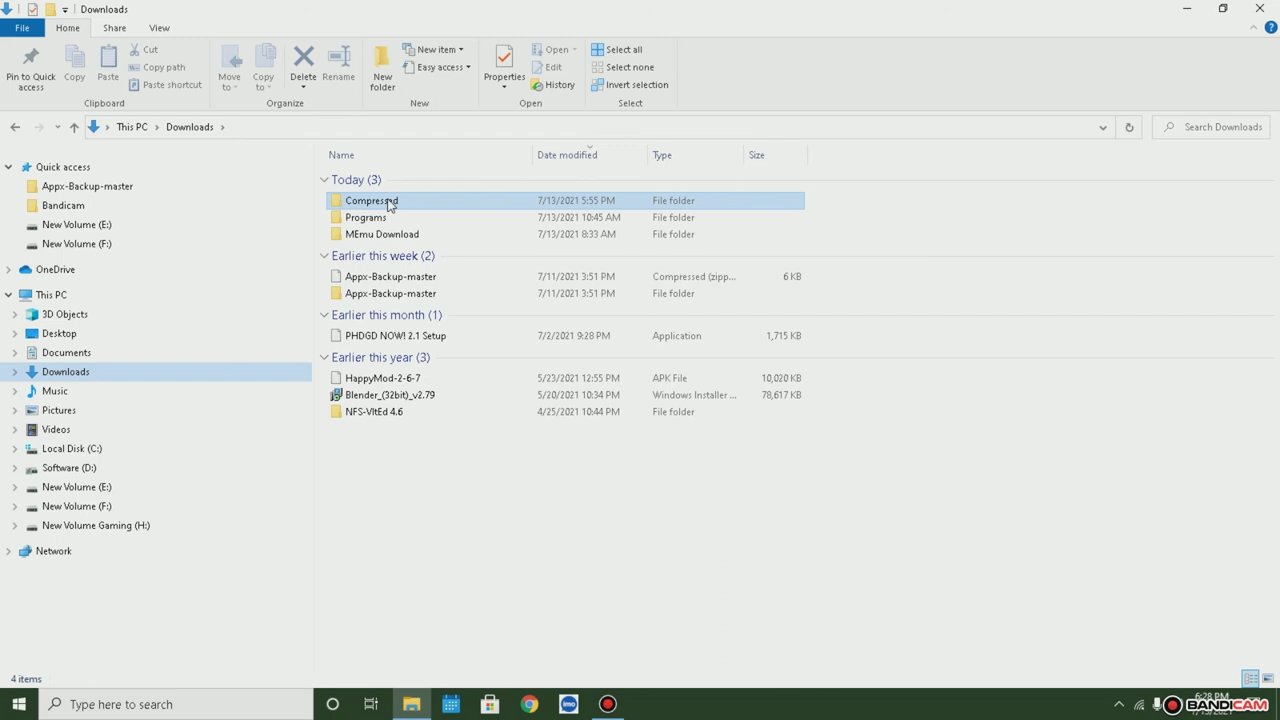 Downloads
File Home Share View
Pin to Quick access
Copy
Paste
Cut
Copy path
Paste shortcut
Clipboard
Move to
Copy to
Delete
Rename
Organize
New folder
New item
Easy access
New
Properties
Open
Edit
History
Open
Select all
Select none
Invert selection
Select
This PC > Downloads >
Search Downloads
Quick access
Appx-Backup-master
Bandicam
New Volume (E:)
New Volume (F:)
OneDrive
This PC
3D Objects
Desktop
Documents
Downloads
Music
Pictures
Videos
Local Disk (C:)
Software (D:)
New Volume (E:)
New Volume (F:)
New Volume Gaming (H:)
Network
Name Date modified Type Size
Today (3)
Compressed 7/13/2021 5:55 PM File folder
Programs 7/13/2021 10:45 AM File folder
MEmu Download 7/13/2021 8:33 AM File folder
Earlier this week (2)
Appx-Backup-master 7/11/2021 3:51 PM Compressed (zipp... 6 KB
Appx-Backup-master 7/11/2021 3:51 PM File folder
Earlier this month (1)
PHDGD NOW! 2.1 Setup 7/2/2021 9:28 PM Application 1,715 KB
Earlier this year (3)
HappyMod-2-6-7 5/23/2021 12:55 PM APK File 10,020 KB
Blender_(32bit)_v2.79 5/20/2021 10:34 PM Windows Installer ... 78,617 KB
NFS-VltEd 4.6 4/25/2021 10:44 PM File folder
4 items
Type here to search
imo
6:28 PM
BANDICAM